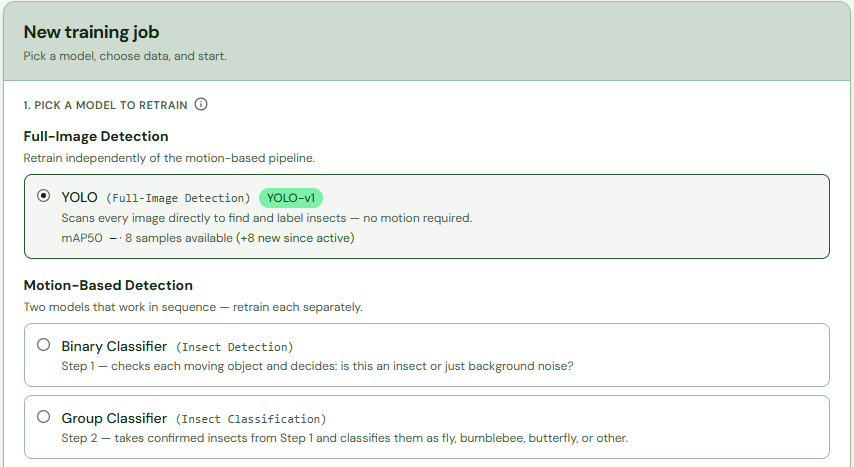 New training job
Pick a model, choose data, and start.
1. PICK A MODEL TO RETRAIN
Full-Image Detection
Retrain independently of the motion-based pipeline.
YOLO (Full-Image Detection) YOLO-v1
Scans every image directly to find and label insects — no motion required.
mAP50 – · 8 samples available (+8 new since active)
Motion-Based Detection
Two models that work in sequence — retrain each separately.
Binary Classifier (Insect Detection)
Step 1 — checks each moving object and decides: is this an insect or just background noise?
Group Classifier (Insect Classification)
Step 2 — takes confirmed insects from Step 1 and classifies them as fly, bumblebee, butterfly, or other.